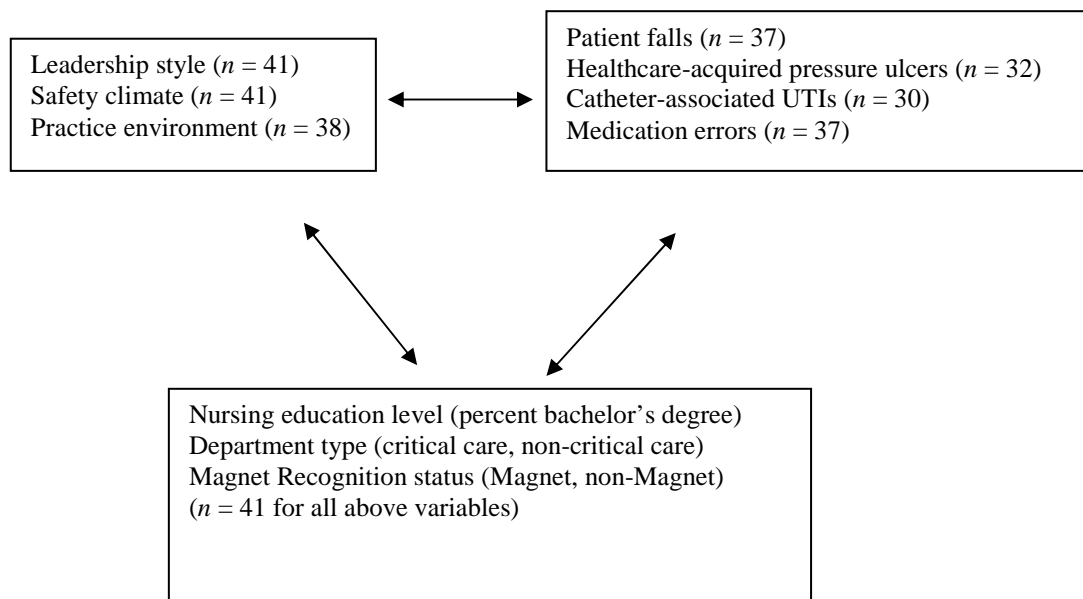 Leadership style (n = 41)
Safety climate (n = 41)
Practice environment (n = 38)
Patient falls (n = 37)
Healthcare-acquired pressure ulcers (n = 32)
Catheter-associated UTIs (n = 30)
Medication errors (n = 37)
Nursing education level (percent bachelor’s degree)
Department type (critical care, non-critical care)
Magnet Recognition status (Magnet, non-Magnet)
(n = 41 for all above variables)